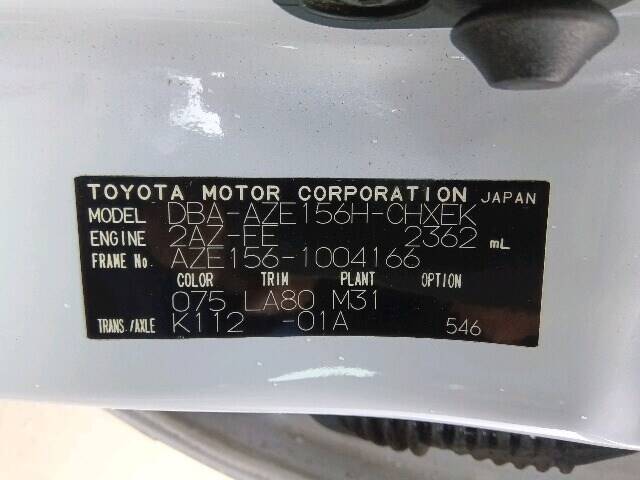 TOYOTA MOTOR CORPORATION JAPAN
MODEL DBA-AZE156H-CHXEK
ENGINE 2AZ-FE 2362 mL
FRAME No. AZE156-1004166
COLOR TRIM PLANT OPTION
075 LA80 M31
TRANS./AXLE K112 -01A 546